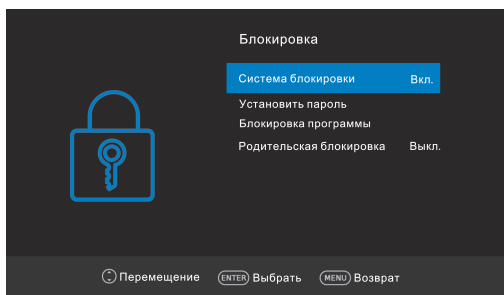 Блокировка
Система блокировки Вкл.
Установить пароль
Блокировка программы
Родительская блокировка Выкл.
Перемещение ENTER Выбрать MENU Возврат